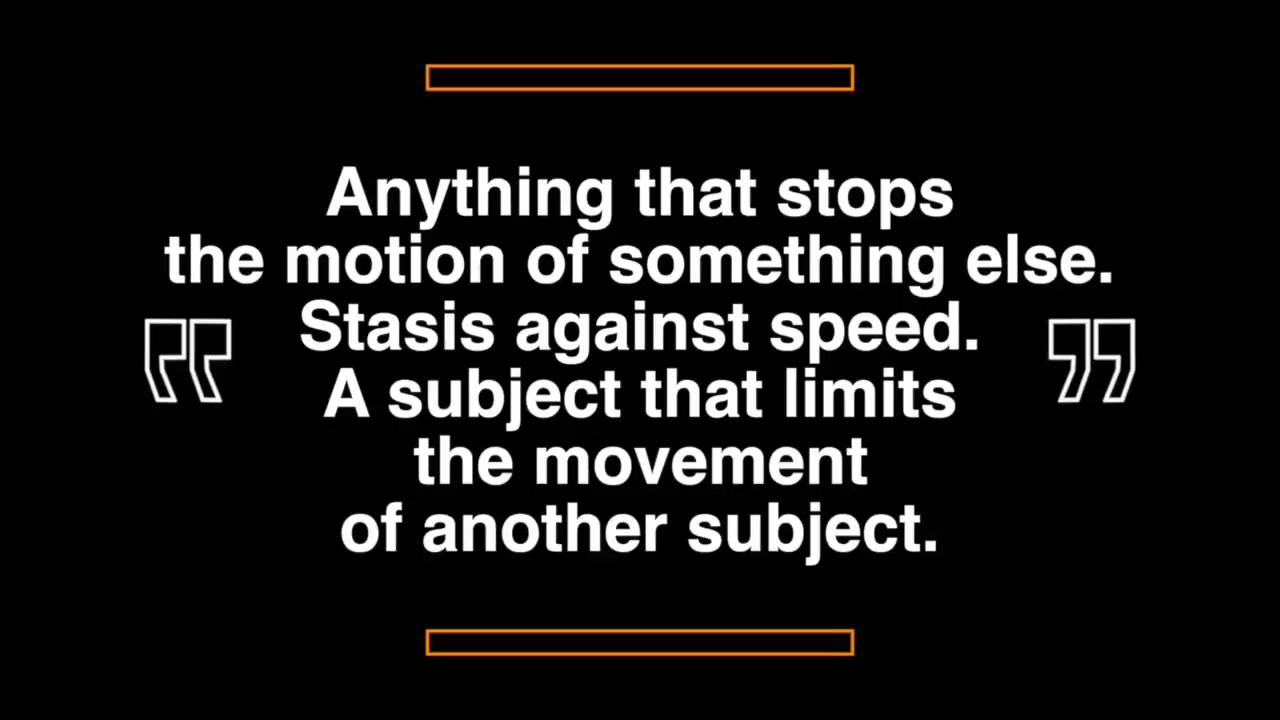 Anything that stops
the motion of something else.
Stasis against speed.
A subject that limits
the movement
of another subject.